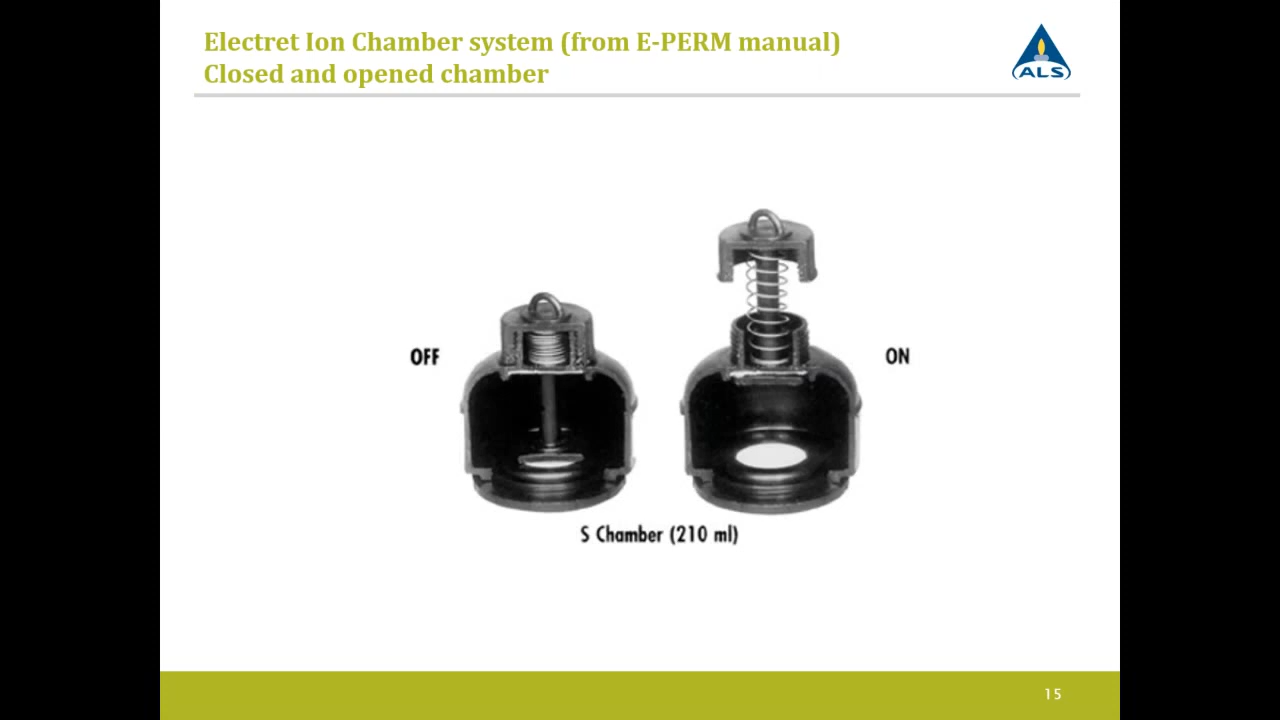 Electret Ion Chamber system (from E-PERM manual)
Closed and opened chamber
ALS
OFF
ON
S Chamber (210 ml)
15